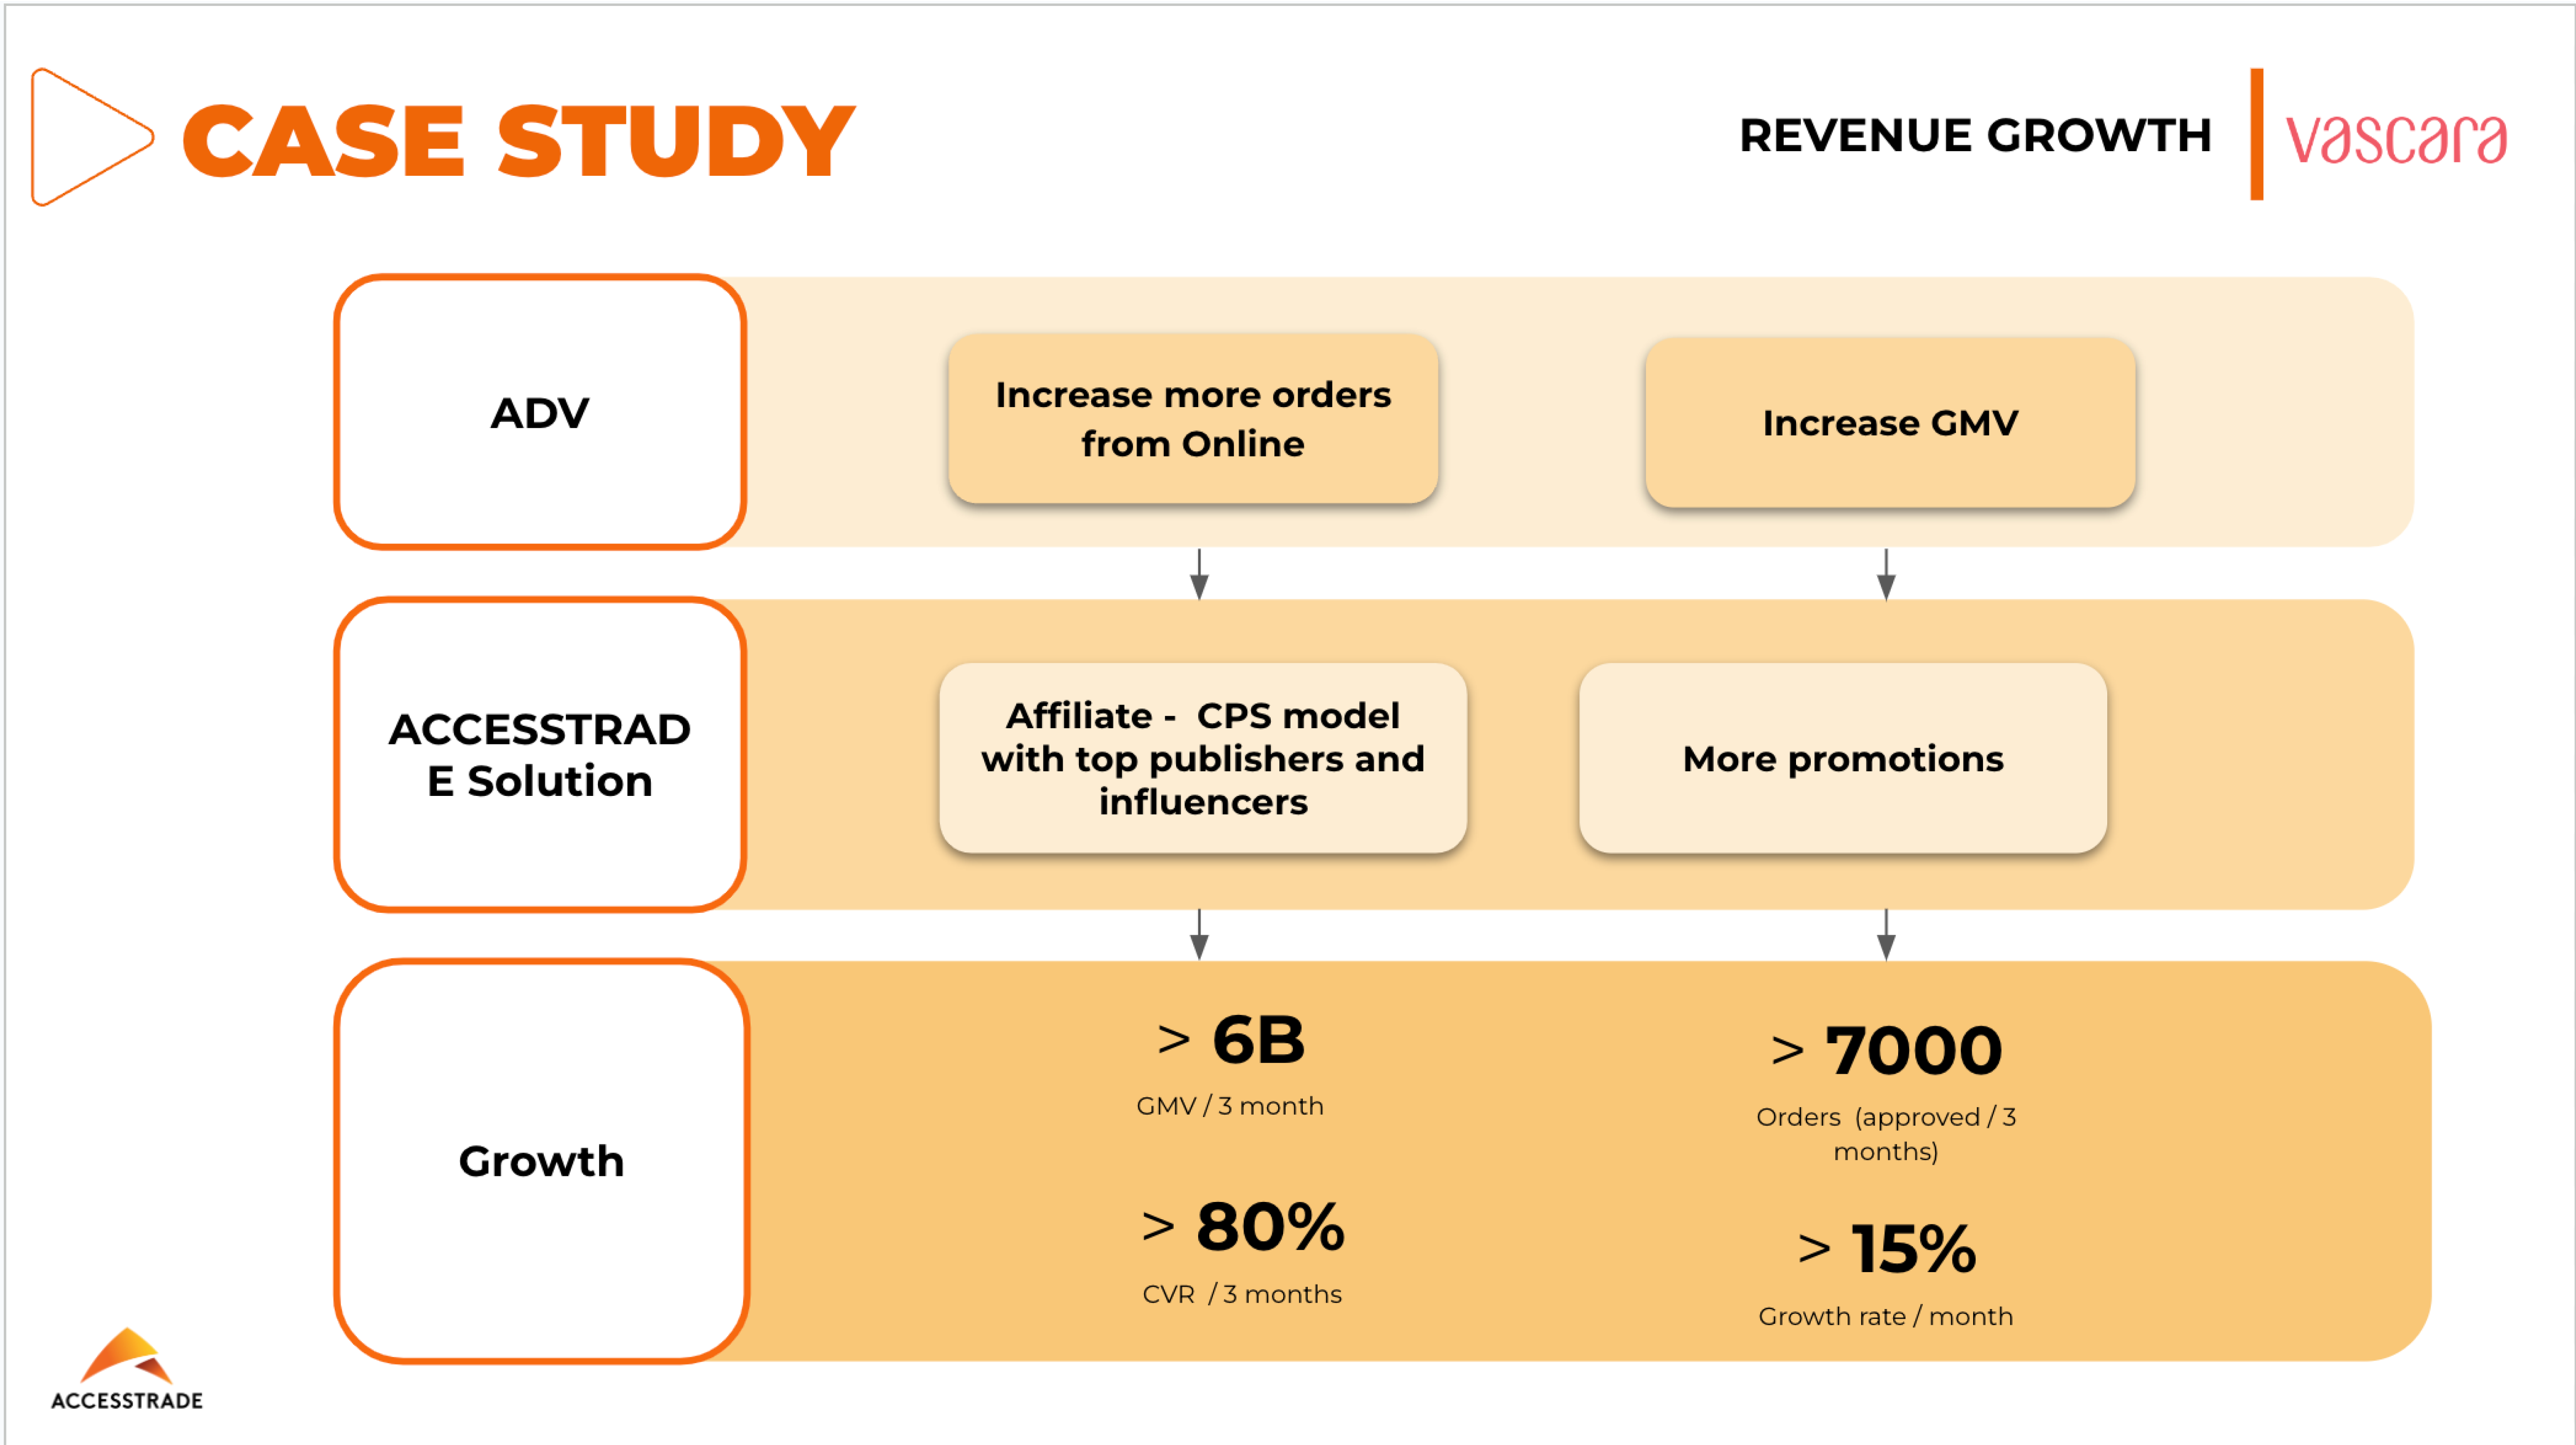 CASE STUDY
REVENUE GROWTH
vascara
ADV
Increase more orders
from Online
Increase GMV
ACCESSTRAD
E Solution
Affiliate -  CPS model
with top publishers and
influencers
More promotions
Growth
> 6B
GMV / 3 month
> 7000
Orders  (approved / 3
months)
> 80%
CVR  / 3 months
> 15%
Growth rate / month
ACCESSTRADE